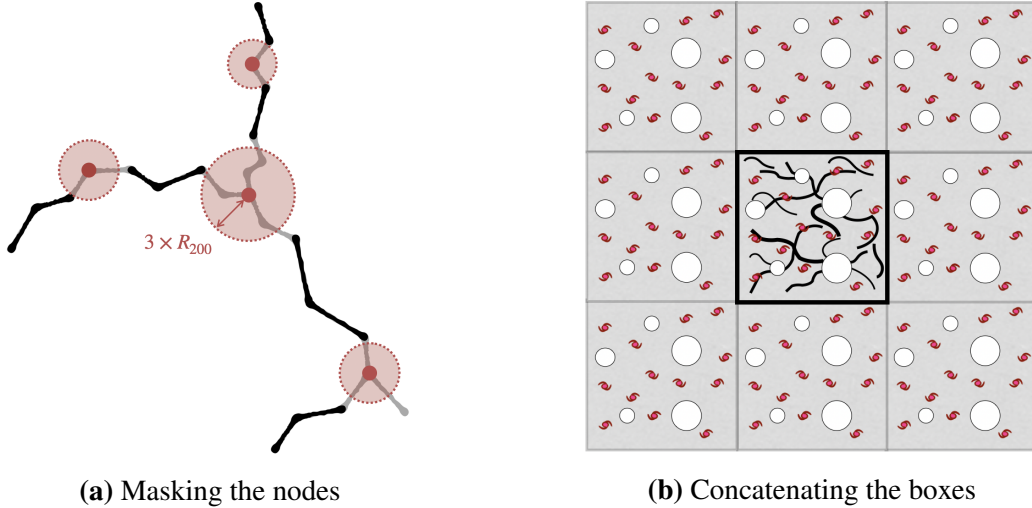 3 × R₂₀₀
(a) Masking the nodes
(b) Concatenating the boxes